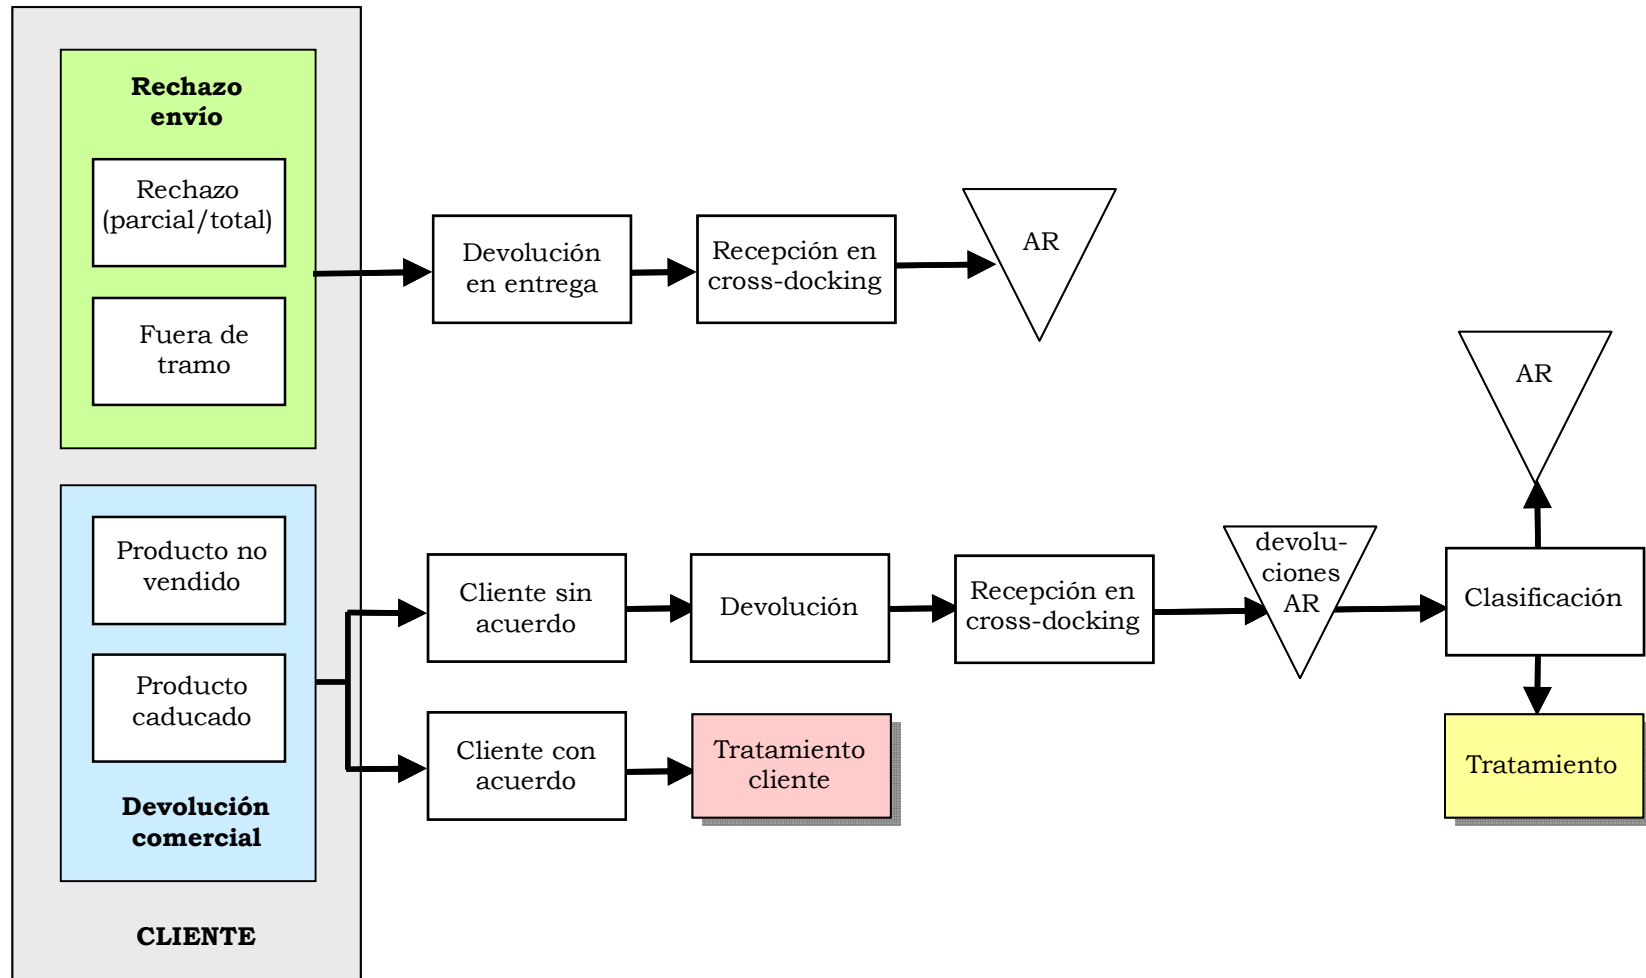 Rechazo
envío
Rechazo
(parcial/total)
Fuera de
tramo
Devolución
en entrega
Recepción en
cross-docking
AR
AR
Producto no
vendido
Producto
caducado
Devolución
comercial
Cliente sin
acuerdo
Devolución
Recepción en
cross-docking
devolu-
ciones
AR
Clasificación
Cliente con
acuerdo
Tratamiento
cliente
Tratamiento
CLIENTE